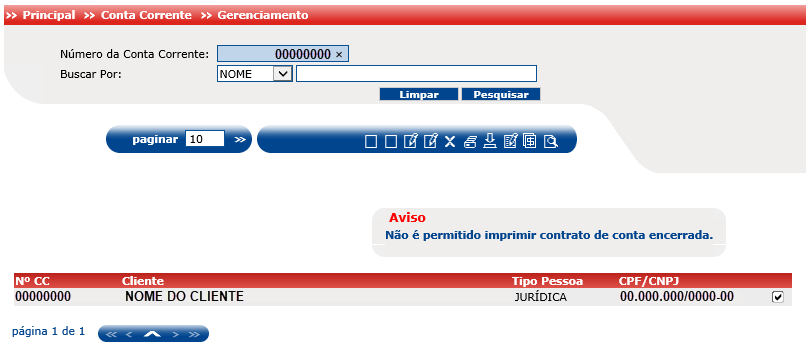 >> Principal >> Conta Corrente >> Gerenciamento
Número da Conta Corrente: 00000000 ×
Buscar Por: NOME
Limpar Pesquisar
paginar 10 >>
Aviso
Não é permitido imprimir contrato de conta encerrada.
Nº CC Cliente Tipo Pessoa CPF/CNPJ
00000000 NOME DO CLIENTE JURÍDICA 00.000.000/0000-00
página 1 de 1 << < > >>